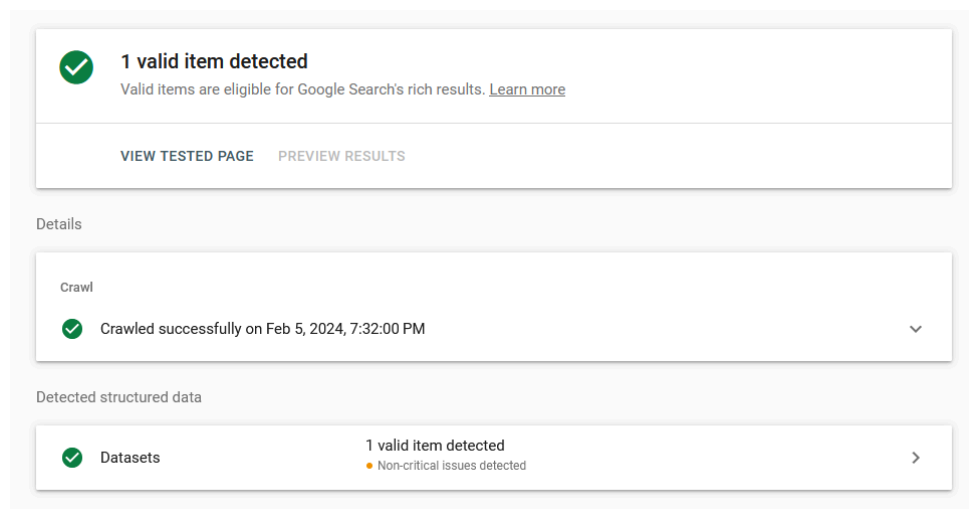 1 valid item detected
Valid items are eligible for Google Search's rich results. Learn more
VIEW TESTED PAGE PREVIEW RESULTS
Details
Crawl
Crawled successfully on Feb 5, 2024, 7:32:00 PM
Detected structured data
Datasets
1 valid item detected
Non-critical issues detected